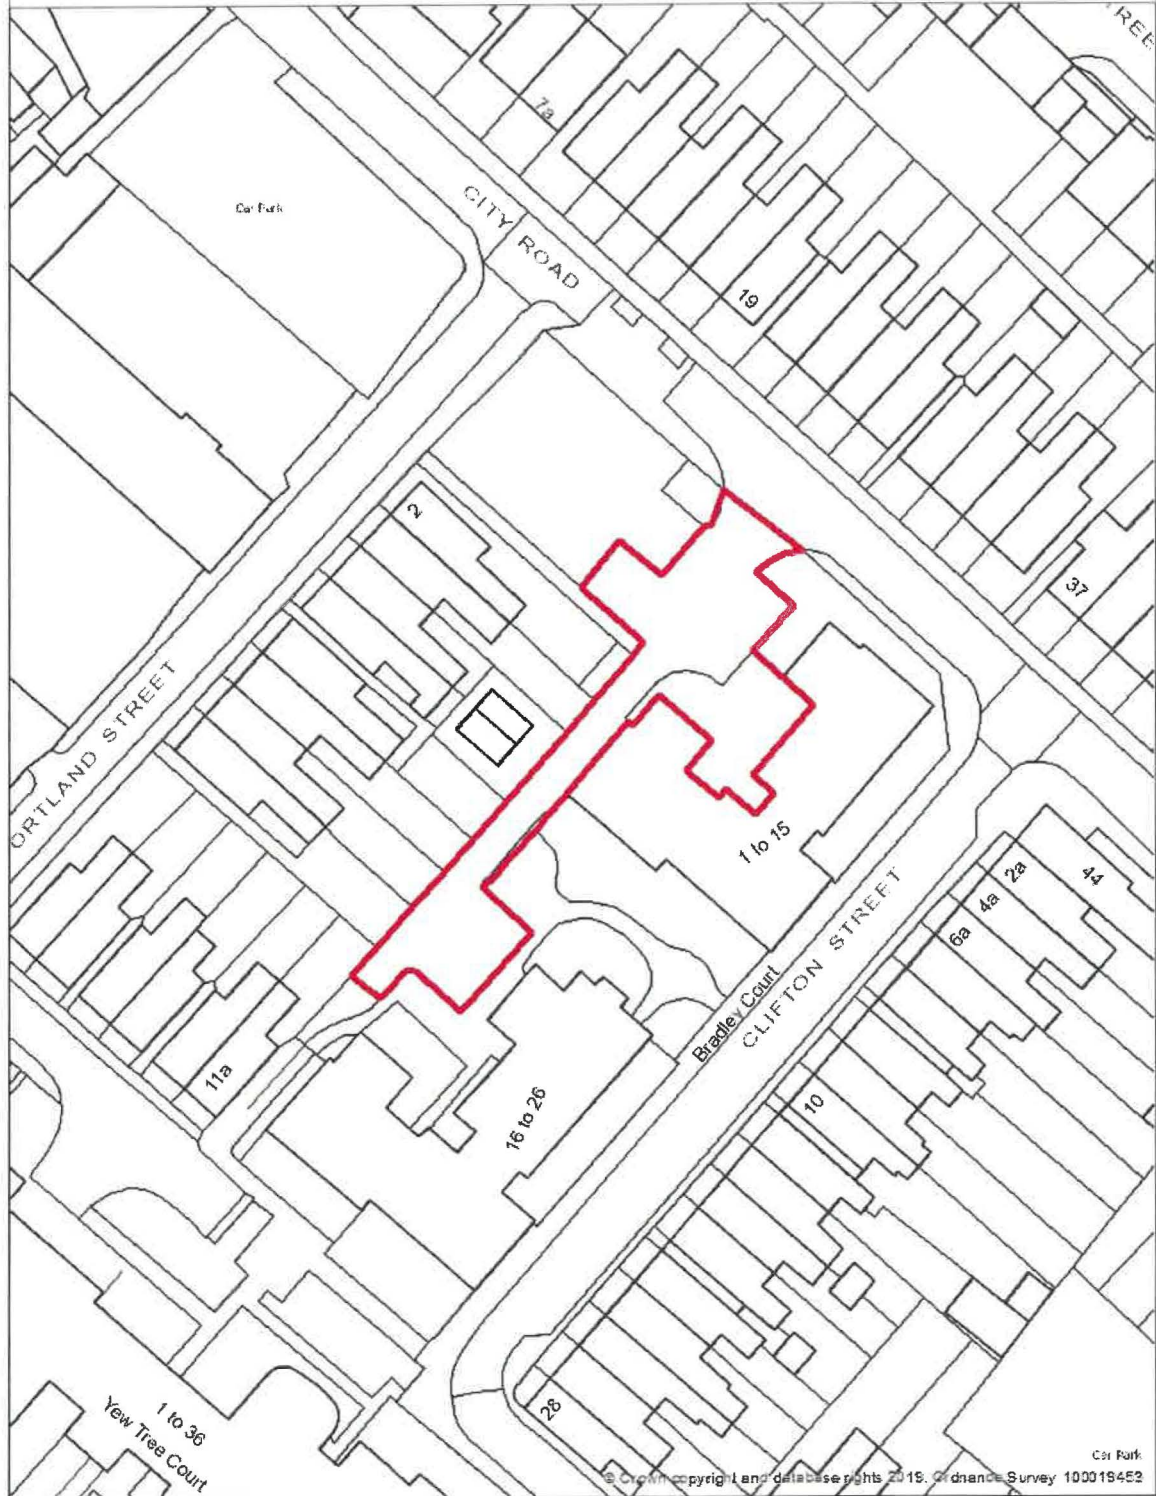 TREE
7a
Car Park
CITY ROAD
19
2
37
ORTLAND STREET
1 to 15
2a
44
4a
6a
CLIFTON STREET
Bradley Court
11a
10
16 to 26
28
1 to 36
Yew Tree Court
Car Park
© Crown copyright and database rights 2019. Ordnance Survey 100019453